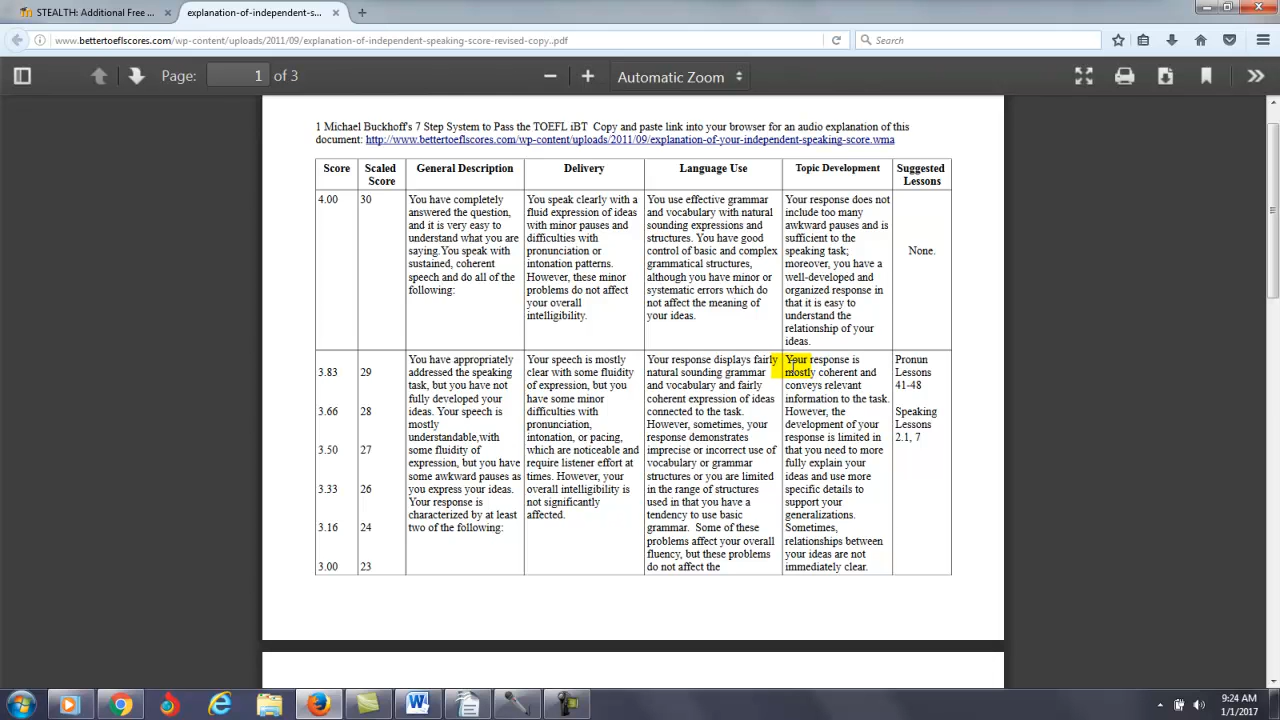 STEALTH: Additional Free ...
explanation-of-independent-s...
www.bettertoeflscores.com/wp-content/uploads/2011/09/explanation-of-independent-speaking-score-revised-copy..pdf
Search
Page: 1 of 3
Automatic Zoom
1 Michael Buckhoff's 7 Step System to Pass the TOEFL iBT Copy and paste link into your browser for an audio explanation of this
document: http://www.bettertoeflscores.com/wp-content/uploads/2011/09/explanation-of-your-independent-speaking-score.wma
Score
Scaled
Score
General Description
Delivery
Language Use
Topic Development
Suggested
Lessons
4.00
30
You have completely
answered the question,
and it is very easy to
understand what you are
saying.You speak with
sustained, coherent
speech and do all of the
following:
You speak clearly with a
fluid expression of ideas
with minor pauses and
difficulties with
pronunciation or
intonation patterns.
However, these minor
problems do not affect
your overall
intelligibility.
You use effective grammar
and vocabulary with natural
sounding expressions and
structures. You have good
control of basic and complex
grammatical structures,
although you have minor or
systematic errors which do
not affect the meaning of
your ideas.
Your response does not
include too many
awkward pauses and is
sufficient to the
speaking task;
moreover, you have a
well-developed and
organized response in
that it is easy to
understand the
relationship of your
ideas.
None.
3.83
3.66
3.50
3.33
3.16
3.00
29
28
27
26
24
23
You have appropriately
addressed the speaking
task, but you have not
fully developed your
ideas. Your speech is
mostly
understandable,with
some fluidity of
expression, but you have
some awkward pauses as
you express your ideas.
Your response is
characterized by at least
two of the following:
Your speech is mostly
clear with some fluidity
of expression, but you
have some minor
difficulties with
pronunciation,
intonation, or pacing,
which are noticeable and
require listener effort at
times. However, your
overall intelligibility is
not significantly
affected.
Your response displays fairly
natural sounding grammar
and vocabulary and fairly
coherent expression of ideas
connected to the task.
However, sometimes, your
response demonstrates
imprecise or incorrect use of
vocabulary or grammar
structures or you are limited
in the range of structures
used in that you have a
tendency to use basic
grammar. Some of these
problems affect your overall
fluency, but these problems
do not affect the
Your response is
mostly coherent and
conveys relevant
information to the task.
However, the
development of your
response is limited in
that you need to more
fully explain your
ideas and use more
specific details to
support your
generalizations.
Sometimes,
relationships between
your ideas are not
immediately clear.
Pronun
Lessons
41-48
Speaking
Lessons
2.1, 7
9:24 AM
1/1/2017